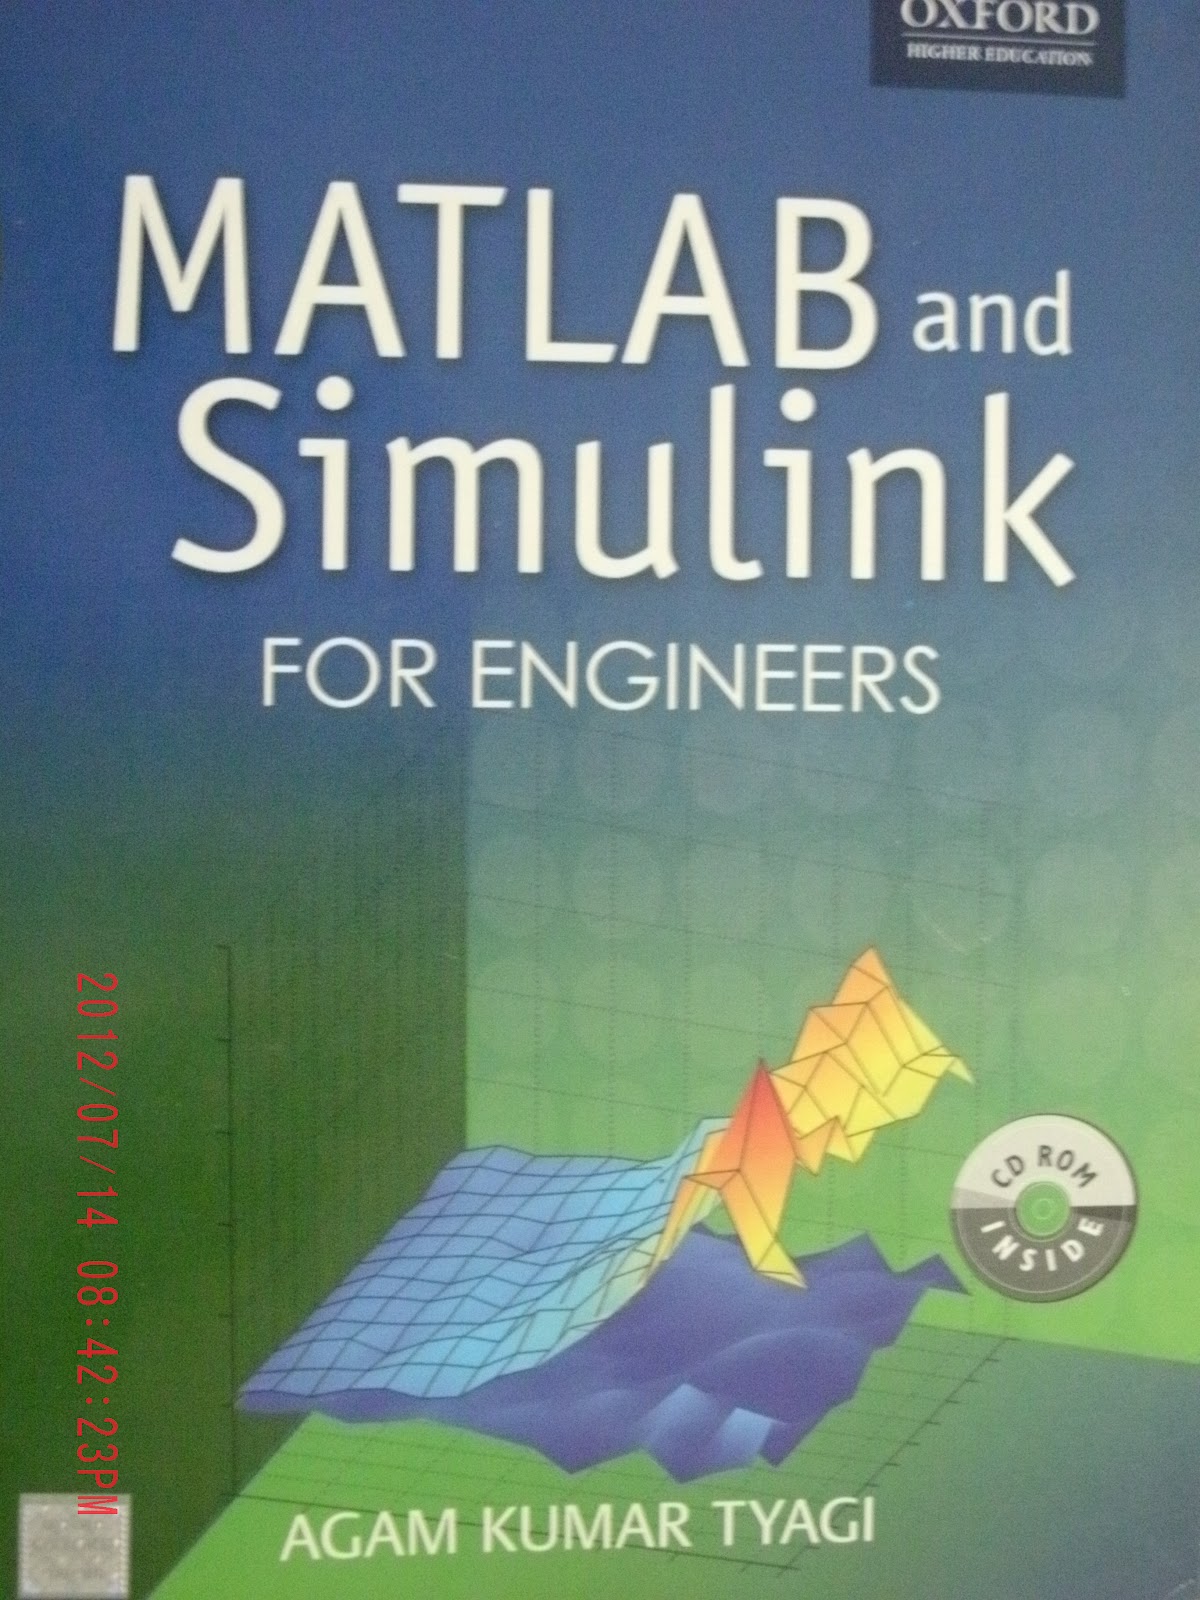 OXFORD
HIGHER EDUCATION
MATLAB and
Simulink
FOR ENGINEERS
CD ROM
INSIDE
2012/07/14 08:42:23PM
AGAM KUMAR TYAGI